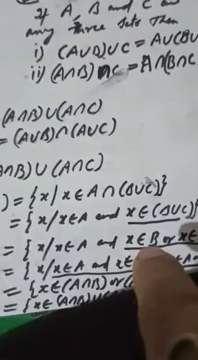 If A, B and C are
any three sets then
i) (A∪B)∪C = A∪(B∪
ii) (A∩B)∩C = A∩(B∩C
(A∩B)∪(A∩C)
= (A∪B)∩(A∪C)
A∩B)∪(A∩C)
) = {x/x∈A∩(B∪C)}
= {x/x∈A and x∈(B∪C)}
= {x/x∈A and x∈B or x∈
= {x/x∈A and x∈
= {x∈(A∩B) or (
= {x∈(A∩B)∪(